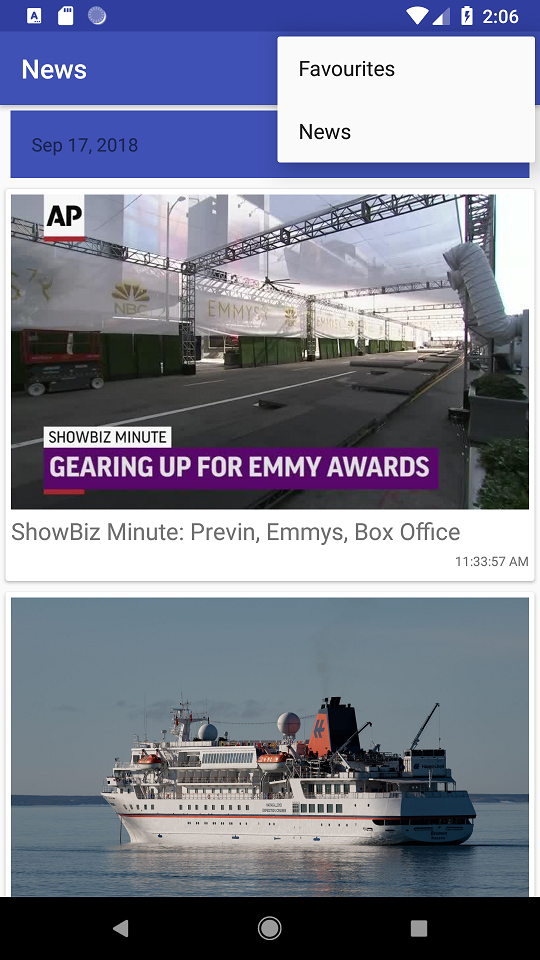 2:06
News
Favourites
News
Sep 17, 2018
AP
NBC
EMMYS
SHOWBIZ MINUTE
GEARING UP FOR EMMY AWARDS
ShowBiz Minute: Previn, Emmys, Box Office
11:33:57 AM